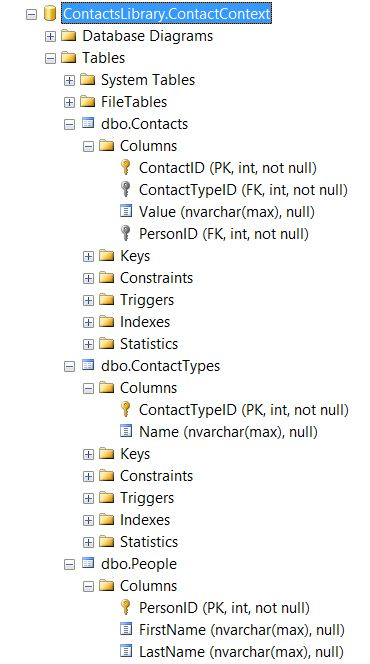 ContactsLibrary.ContactContext
Database Diagrams
Tables
System Tables
FileTables
dbo.Contacts
Columns
ContactID (PK, int, not null)
ContactTypeID (FK, int, not null)
Value (nvarchar(max), null)
PersonID (FK, int, not null)
Keys
Constraints
Triggers
Indexes
Statistics
dbo.ContactTypes
Columns
ContactTypeID (PK, int, not null)
Name (nvarchar(max), null)
Keys
Constraints
Triggers
Indexes
Statistics
dbo.People
Columns
PersonID (PK, int, not null)
FirstName (nvarchar(max), null)
LastName (nvarchar(max), null)